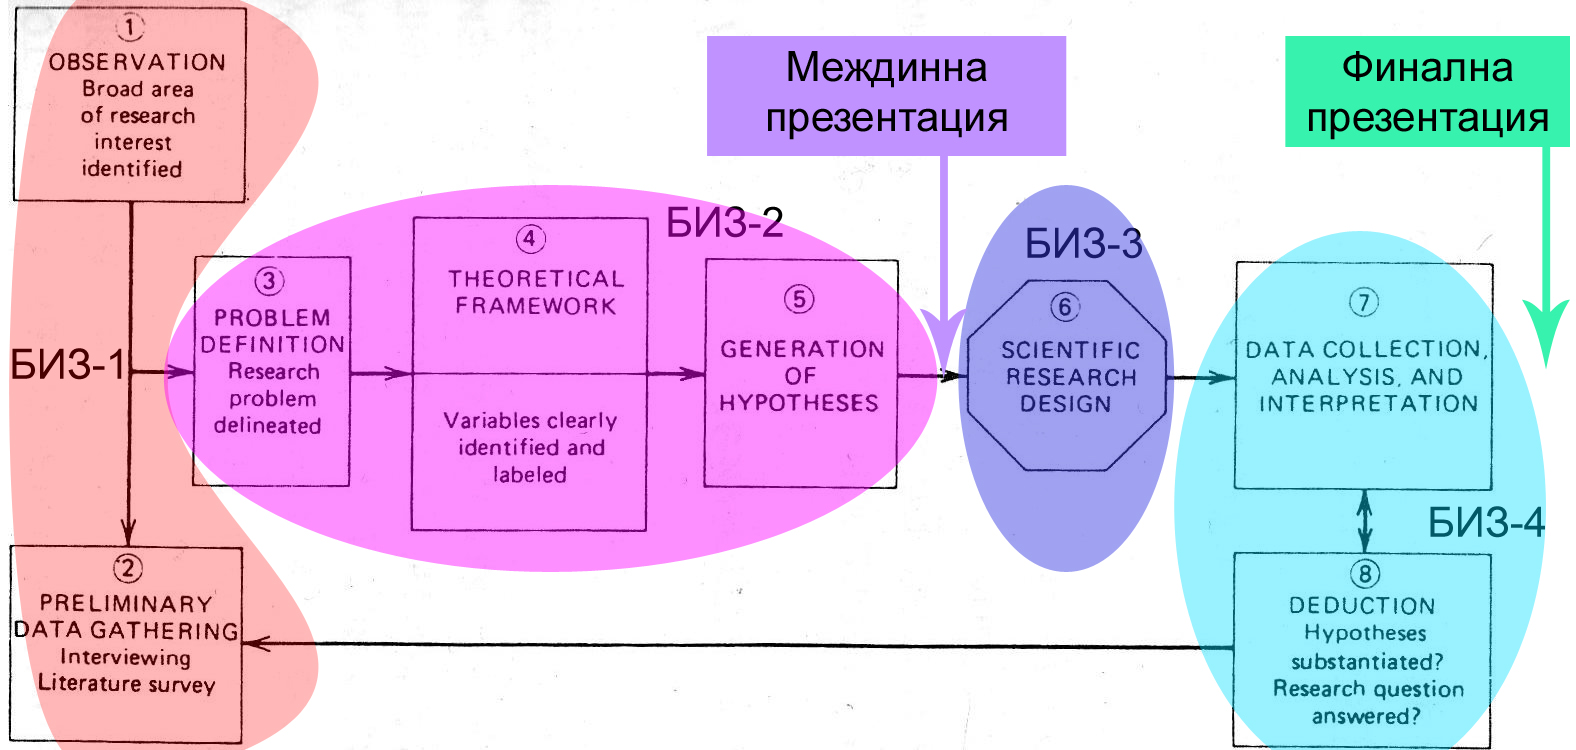 1
OBSERVATION
Broad area
of research
interest
identified
БИЗ-1
2
PRELIMINARY
DATA GATHERING
Interviewing
Literature survey
3
PROBLEM
DEFINITION
Research
problem
delineated
4
THEORETICAL
FRAMEWORK
Variables clearly
identified and
labeled
БИЗ-2
5
GENERATION
OF
HYPOTHESES
Междинна
презентация
БИЗ-3
6
SCIENTIFIC
RESEARCH
DESIGN
Финална
презентация
7
DATA COLLECTION,
ANALYSIS, AND
INTERPRETATION
БИЗ-4
8
DEDUCTION
Hypotheses
substantiated?
Research question
answered?